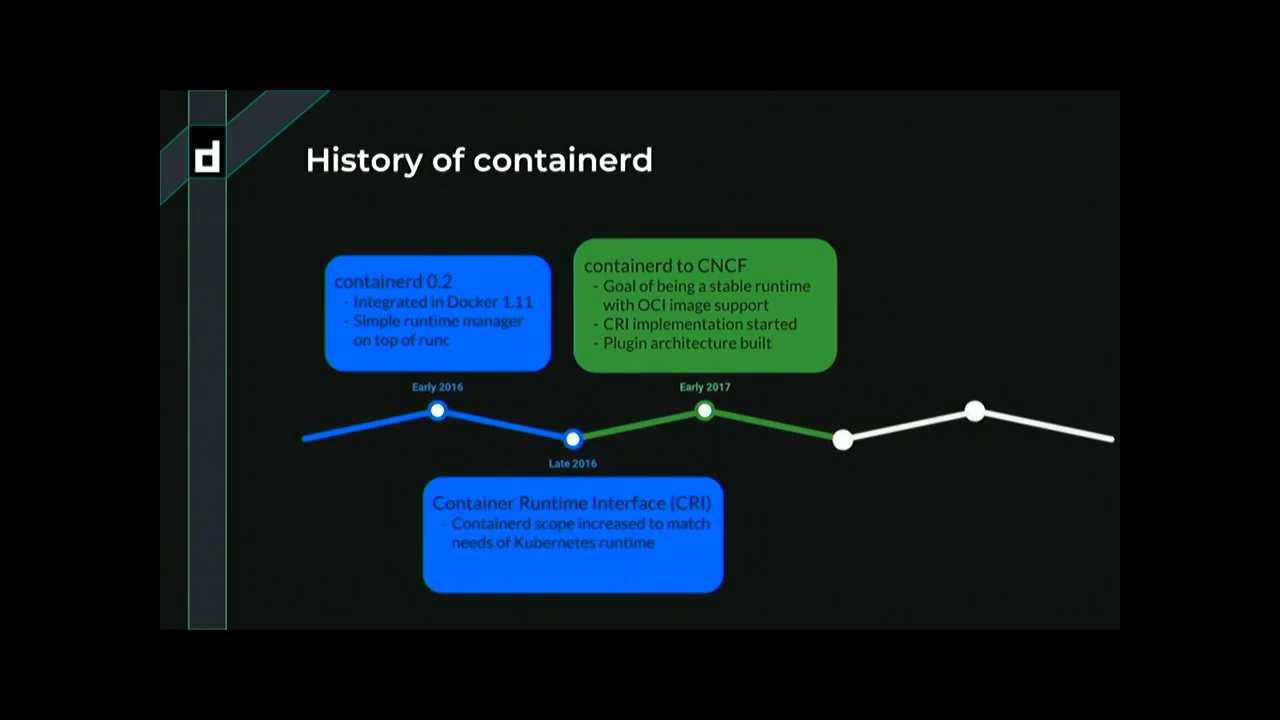 d
History of containerd
containerd 0.2
- Integrated in Docker 1.11
- Simple runtime manager
on top of runc
containerd to CNCF
- Goal of being a stable runtime
with OCI image support
- CRI implementation started
- Plugin architecture built
Early 2016
Early 2017
Late 2016
Container Runtime Interface (CRI)
- Containerd scope increased to match
needs of Kubernetes runtime